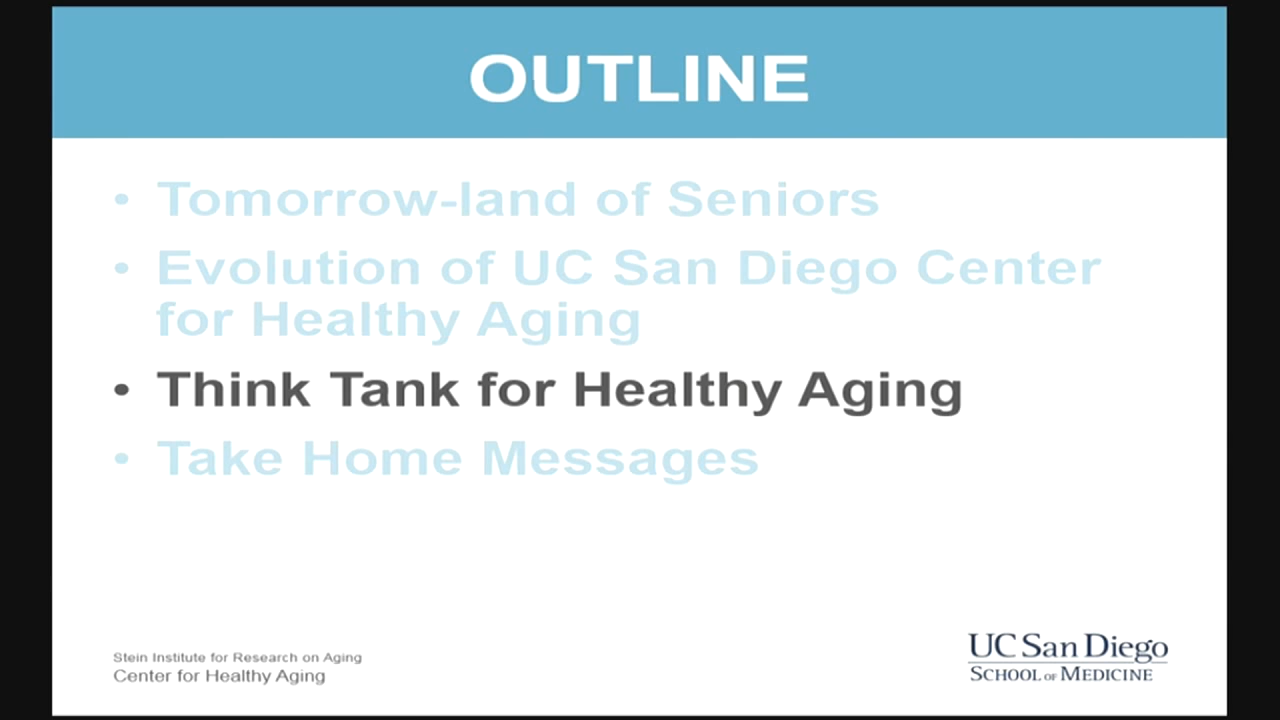 OUTLINE
• Tomorrow-land of Seniors
• Evolution of UC San Diego Center
for Healthy Aging
• Think Tank for Healthy Aging
• Take Home Messages
Stein Institute for Research on Aging
Center for Healthy Aging
UC San Diego
SCHOOL OF MEDICINE